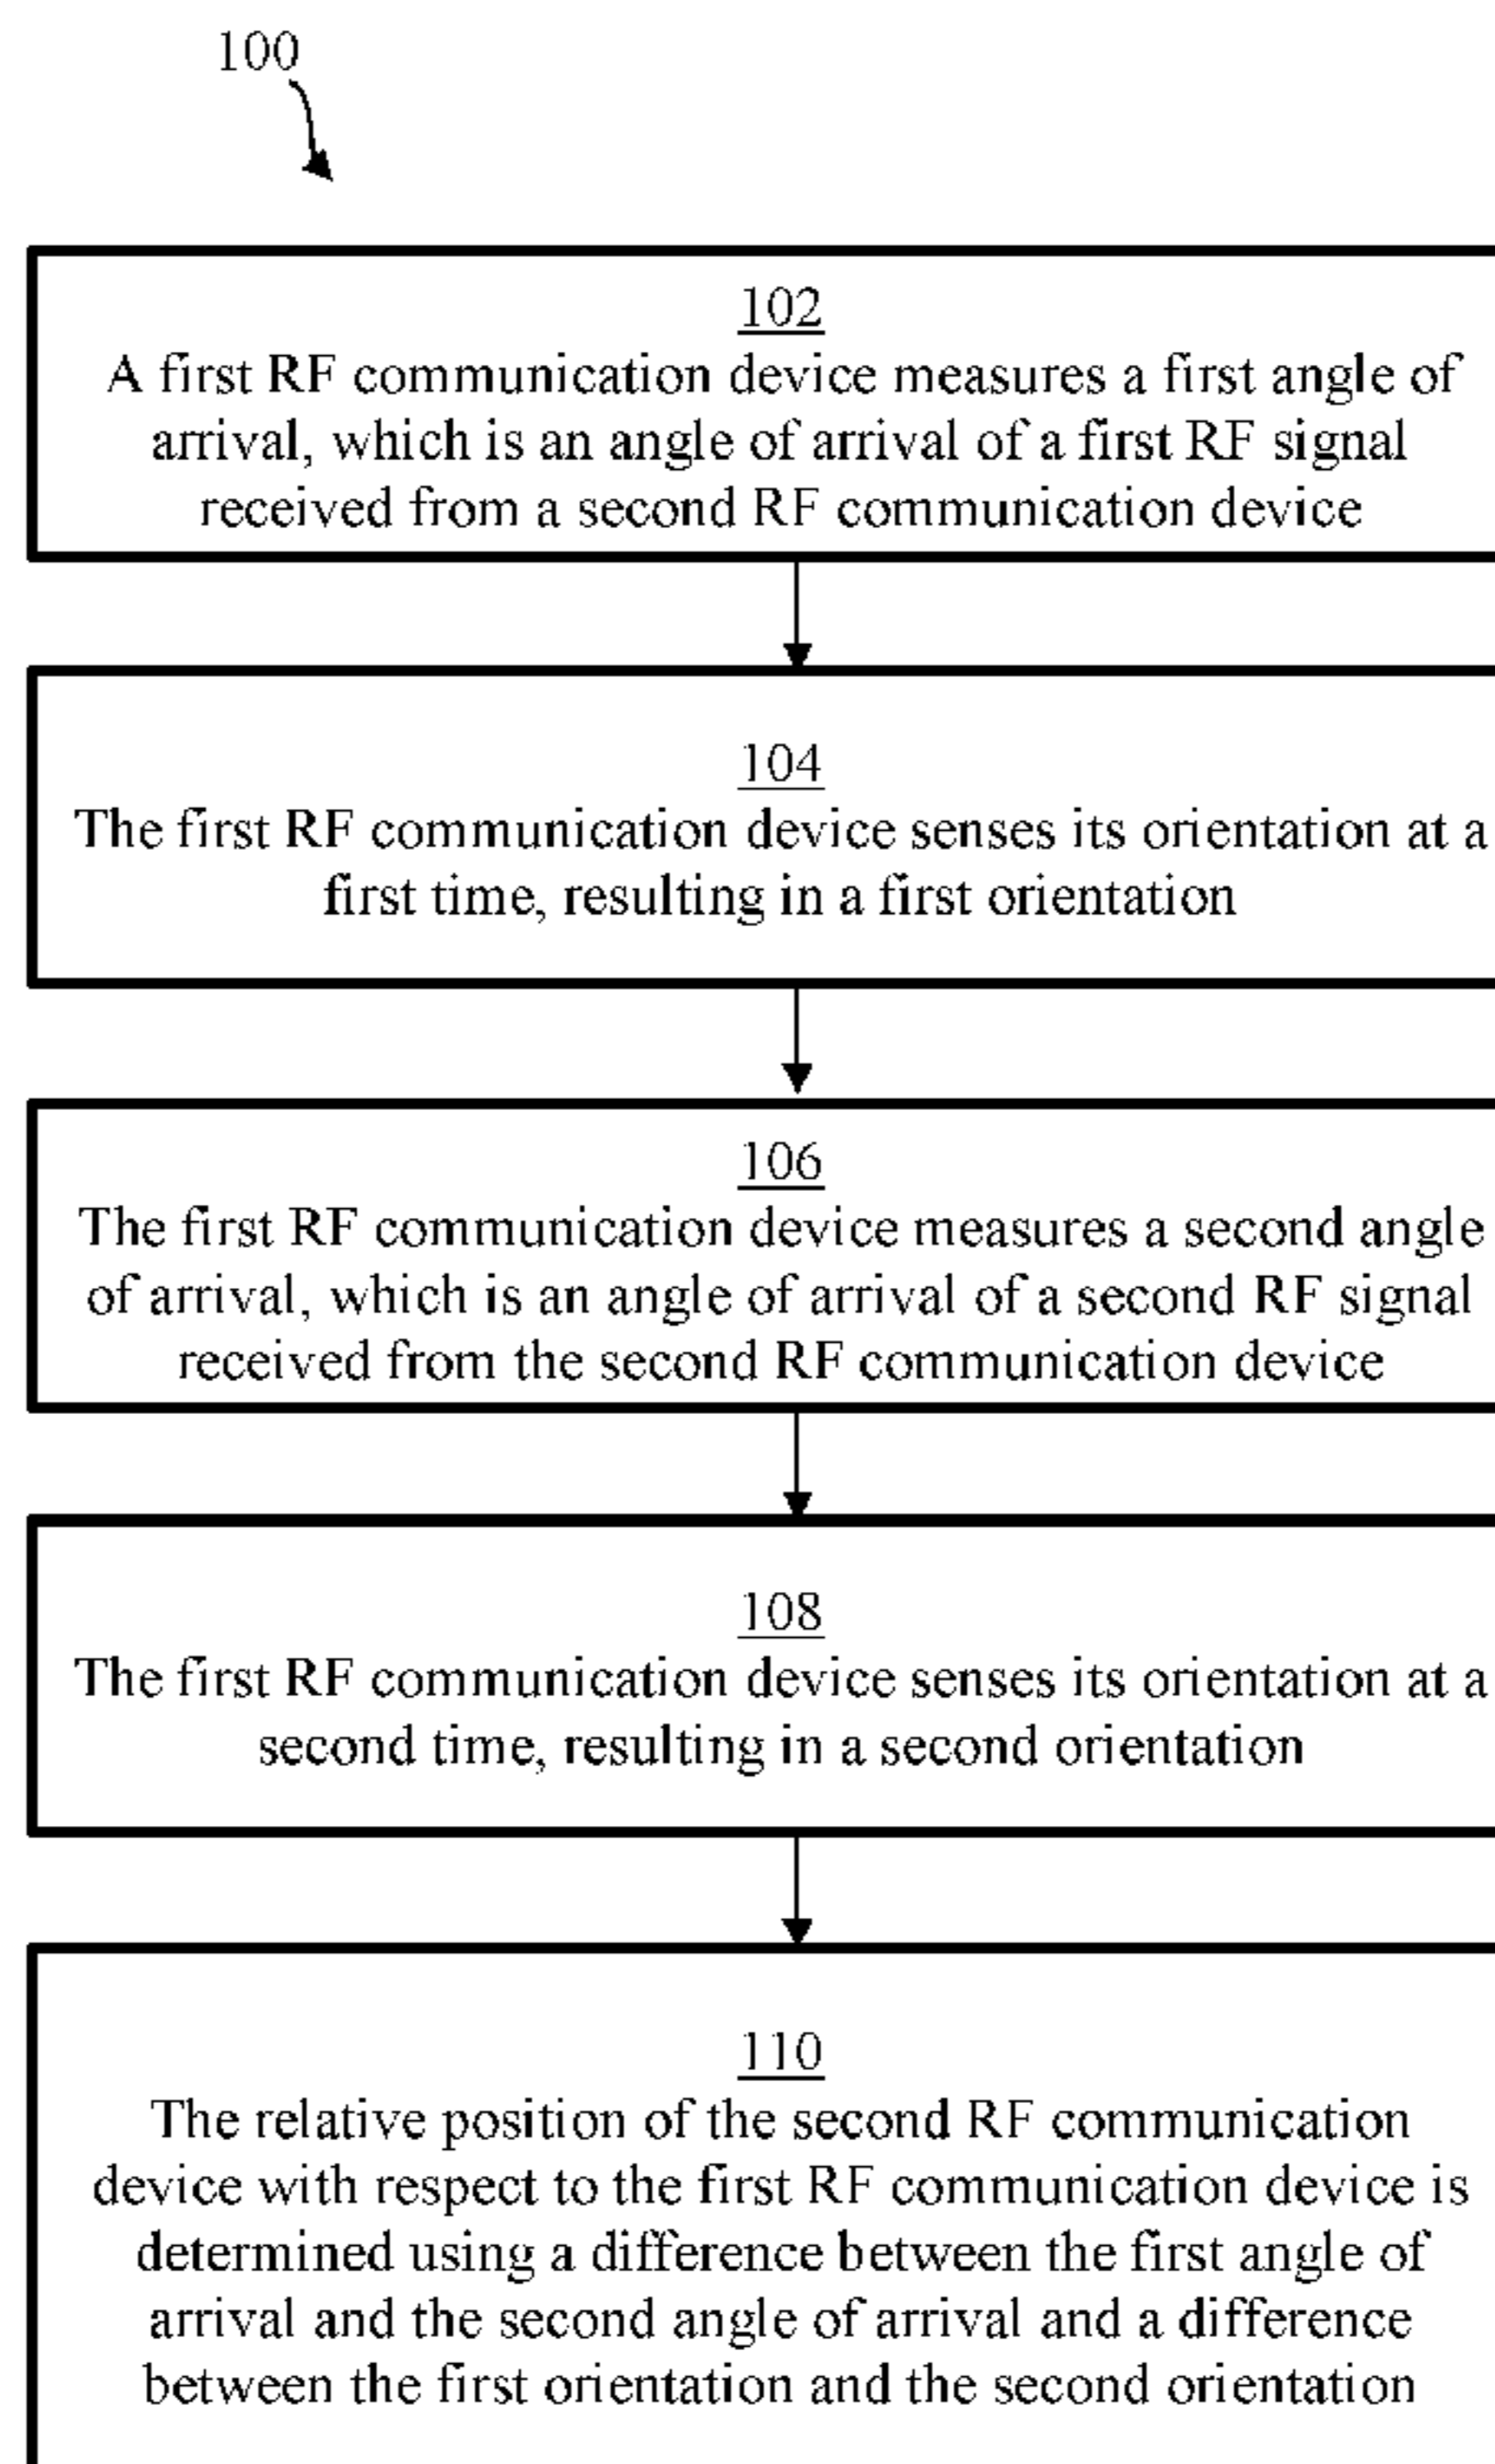 100
102
A first RF communication device measures a first angle of
arrival, which is an angle of arrival of a first RF signal
received from a second RF communication device
104
The first RF communication device senses its orientation at a
first time, resulting in a first orientation
106
The first RF communication device measures a second angle
of arrival, which is an angle of arrival of a second RF signal
received from the second RF communication device
108
The first RF communication device senses its orientation at a
second time, resulting in a second orientation
110
The relative position of the second RF communication
device with respect to the first RF communication device is
determined using a difference between the first angle of
arrival and the second angle of arrival and a difference
between the first orientation and the second orientation